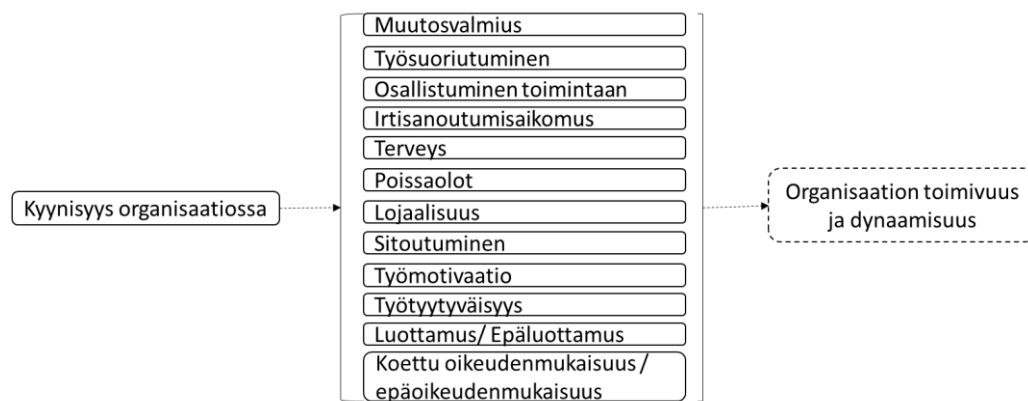 Kyynisyys organisaatiossa
Muutosvalmius
Työsuoriutuminen
Osallistuminen toimintaan
Irtisanoutumisaikomus
Terveys
Poissaolot
Lojaalisuus
Sitoutuminen
Työmotivaatio
Työtyytyväisyys
Luottamus/ Epäluottamus
Koettu oikeudenmukaisuus /
epäoikeudenmukaisuus
Organisaation toimivuus
ja dynaamisuus